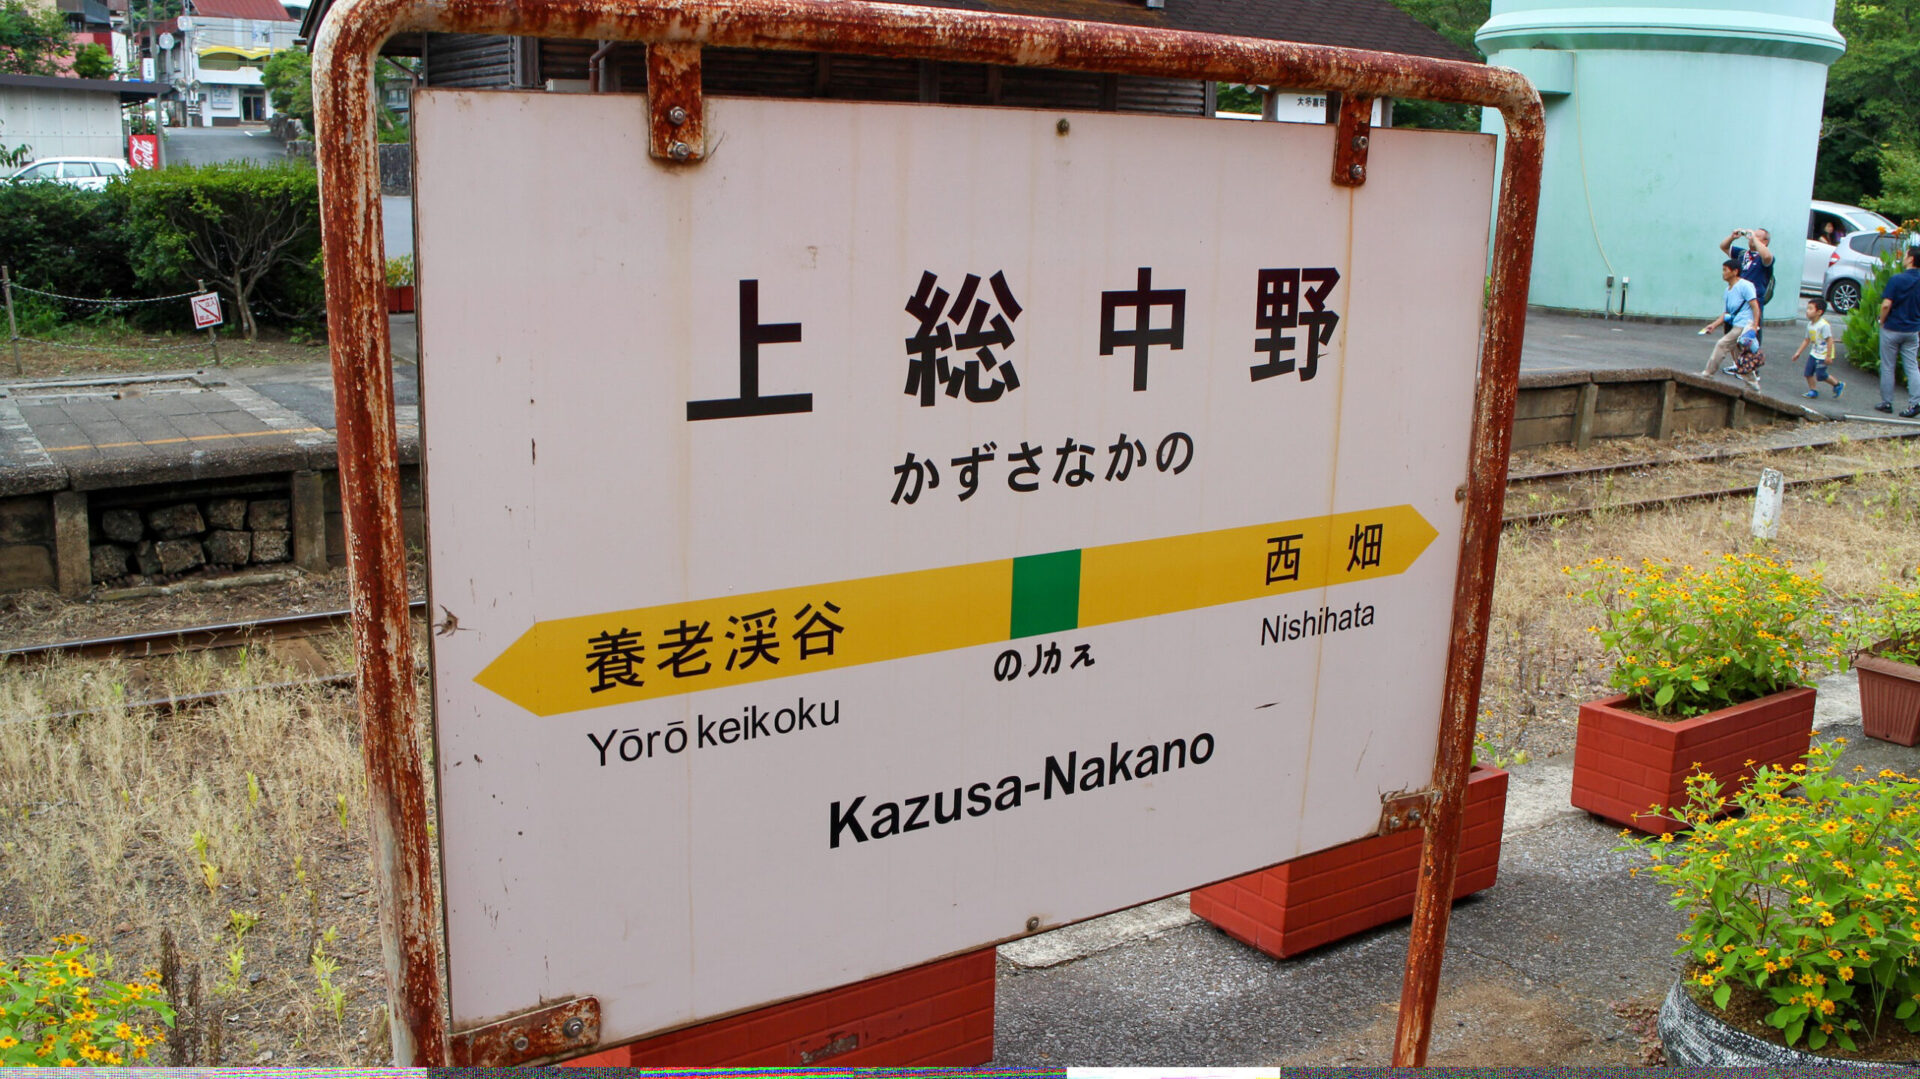 上総中野
かずさなかの
養老渓谷
西畑
Yōrō keikoku
のりかえ
Nishihata
Kazusa-Nakano